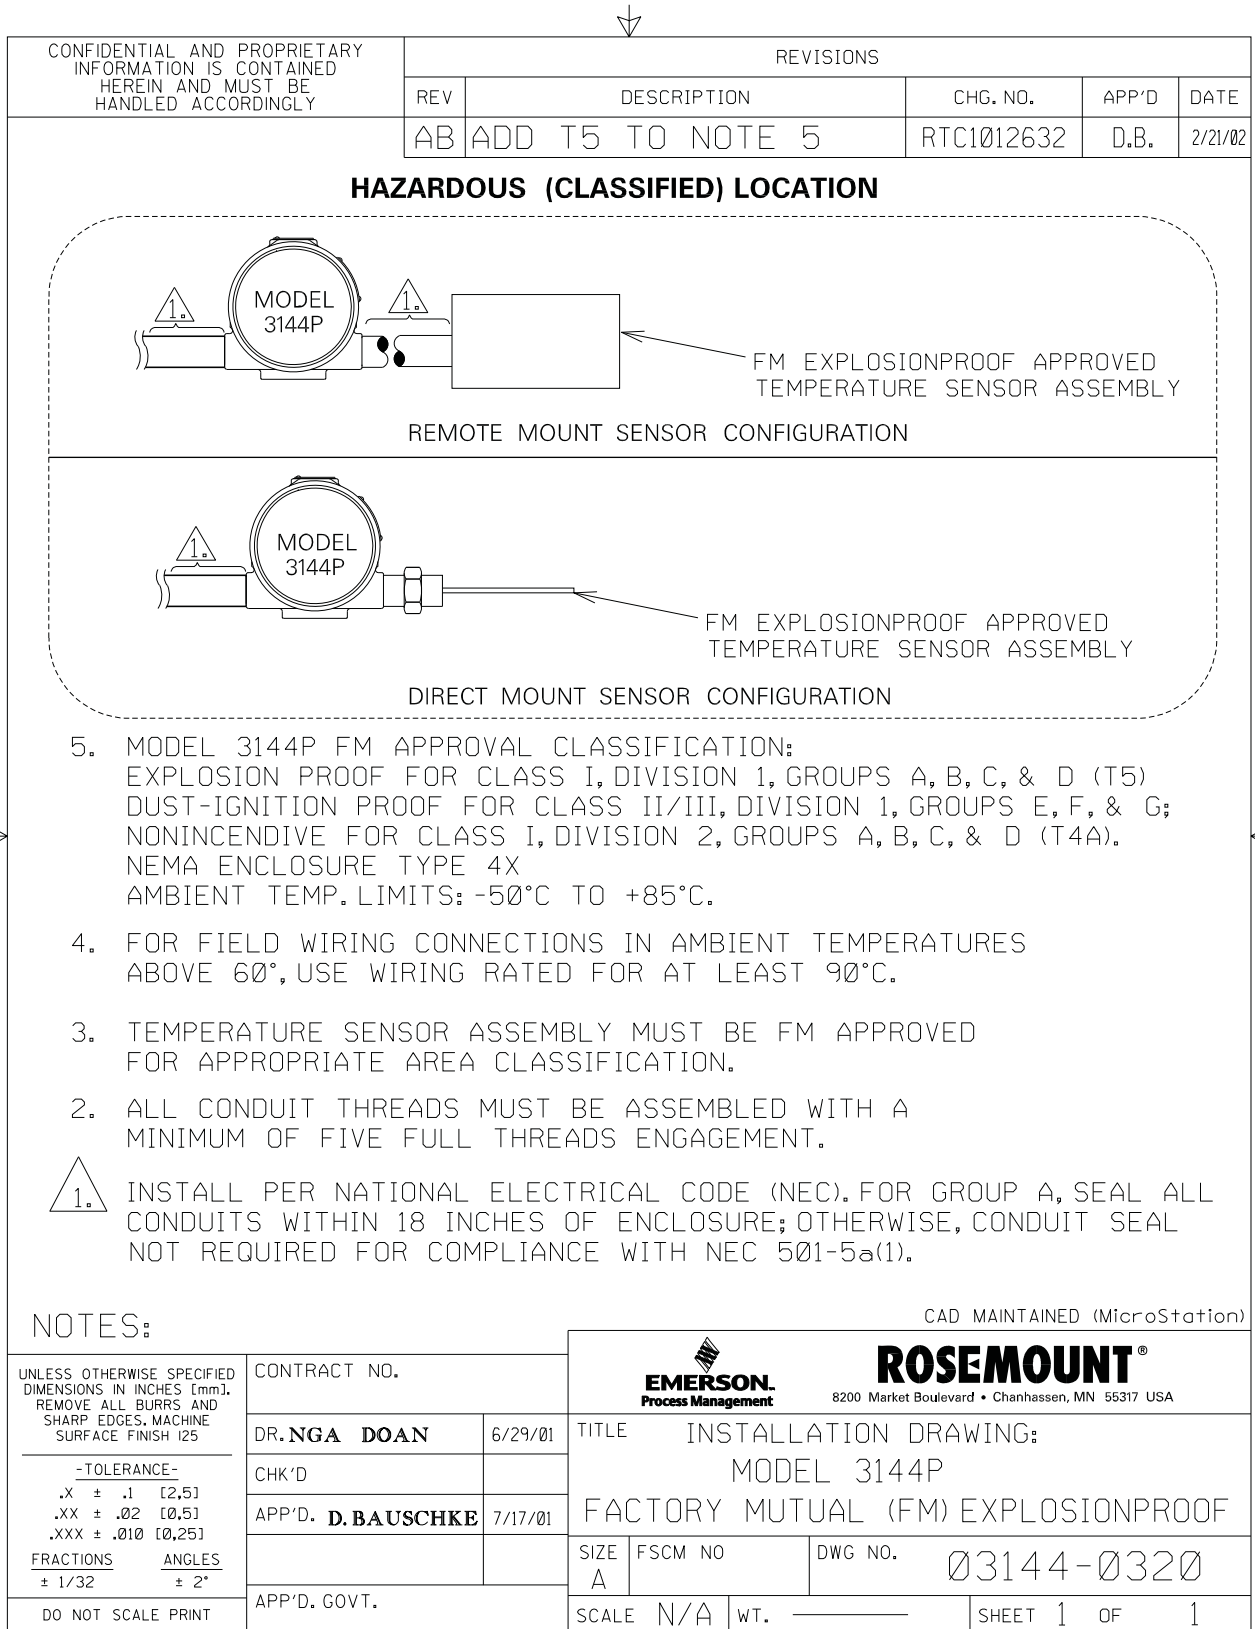 CONFIDENTIAL AND PROPRIETARY
INFORMATION IS CONTAINED
HEREIN AND MUST BE
HANDLED ACCORDINGLY
REVISIONS
REV DESCRIPTION CHG. NO. APP'D DATE
AB ADD T5 TO NOTE 5 RTC1012632 D.B. 2/21/02
HAZARDOUS (CLASSIFIED) LOCATION
1.
MODEL
3144P
1.
FM EXPLOSIONPROOF APPROVED
TEMPERATURE SENSOR ASSEMBLY
REMOTE MOUNT SENSOR CONFIGURATION
1.
MODEL
3144P
FM EXPLOSIONPROOF APPROVED
TEMPERATURE SENSOR ASSEMBLY
DIRECT MOUNT SENSOR CONFIGURATION
5. MODEL 3144P FM APPROVAL CLASSIFICATION:
EXPLOSION PROOF FOR CLASS I, DIVISION 1, GROUPS A, B, C, & D (T5)
DUST-IGNITION PROOF FOR CLASS II/III, DIVISION 1, GROUPS E, F, & G;
NONINCENDIVE FOR CLASS I, DIVISION 2, GROUPS A, B, C, & D (T4A).
NEMA ENCLOSURE TYPE 4X
AMBIENT TEMP. LIMITS: -50°C TO +85°C.
4. FOR FIELD WIRING CONNECTIONS IN AMBIENT TEMPERATURES
ABOVE 60°, USE WIRING RATED FOR AT LEAST 90°C.
3. TEMPERATURE SENSOR ASSEMBLY MUST BE FM APPROVED
FOR APPROPRIATE AREA CLASSIFICATION.
2. ALL CONDUIT THREADS MUST BE ASSEMBLED WITH A
MINIMUM OF FIVE FULL THREADS ENGAGEMENT.
1. INSTALL PER NATIONAL ELECTRICAL CODE (NEC). FOR GROUP A, SEAL ALL
CONDUITS WITHIN 18 INCHES OF ENCLOSURE; OTHERWISE, CONDUIT SEAL
NOT REQUIRED FOR COMPLIANCE WITH NEC 501-5a(1).
NOTES:
CAD MAINTAINED (MicroStation)
UNLESS OTHERWISE SPECIFIED
DIMENSIONS IN INCHES [mm].
REMOVE ALL BURRS AND
SHARP EDGES. MACHINE
SURFACE FINISH 125
-TOLERANCE-
.X ± .1 [2,5]
.XX ± .02 [0,5]
.XXX ± .010 [0,25]
FRACTIONS ANGLES
± 1/32 ± 2°
DO NOT SCALE PRINT
CONTRACT NO.
DR. NGA DOAN 6/29/01
CHK'D
APP'D. D. BAUSCHKE 7/17/01
APP'D. GOVT.
EMERSON.
Process Management
ROSEMOUNT®
8200 Market Boulevard • Chanhassen, MN 55317 USA
TITLE INSTALLATION DRAWING:
MODEL 3144P
FACTORY MUTUAL (FM) EXPLOSIONPROOF
SIZE A FSCM NO DWG NO. 03144-0320
SCALE N/A WT. SHEET 1 OF 1